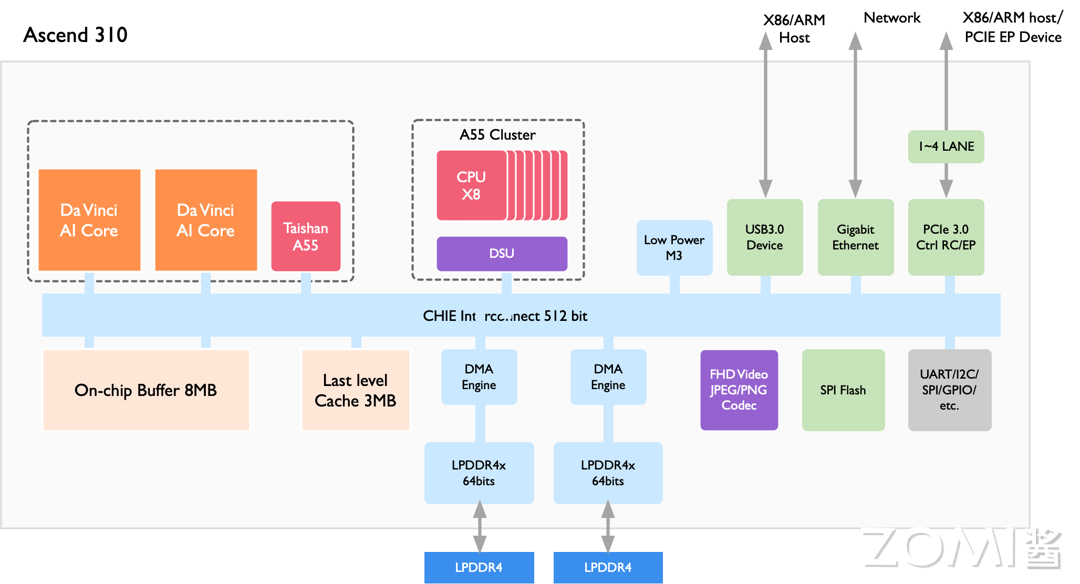 Ascend 310
X86/ARM
Host
Network
X86/ARM host/
PCIE EP Device
1~4 LANE
A55 Cluster
CPU
X8
DSU
Da Vinci
AI Core
Da Vinci
AI Core
Taishan
A55
Low Power
M3
USB3.0
Device
Gigabit
Ethernet
PCIe 3.0
Ctrl RC/EP
CHIE 512 bit
On-chip Buffer 8MB
Last level
Cache 3MB
DMA
Engine
DMA
Engine
FHD Video
JPEG/PNG
Codec
SPI Flash
UART/I2C/
SPI/GPIO/
etc.
LPDDR4x
64bits
LPDDR4x
64bits
LPDDR4
LPDDR4
ZOMI酱